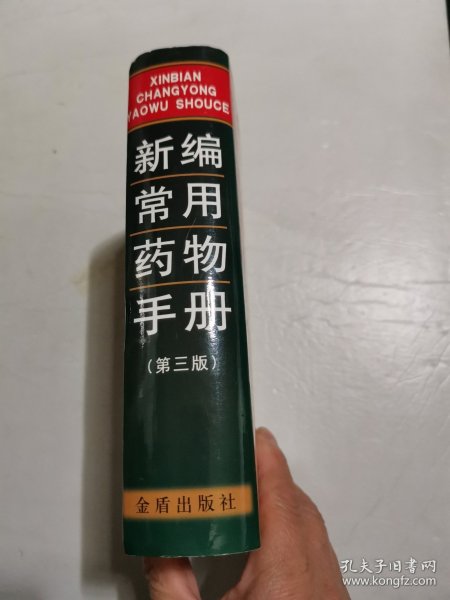 XINBIAN
CHANGYONG
YAOWU SHOUCE
新编
常用
药物
手册
(第三版)
金盾出版社
孔夫子旧书网
www.kongfz.com